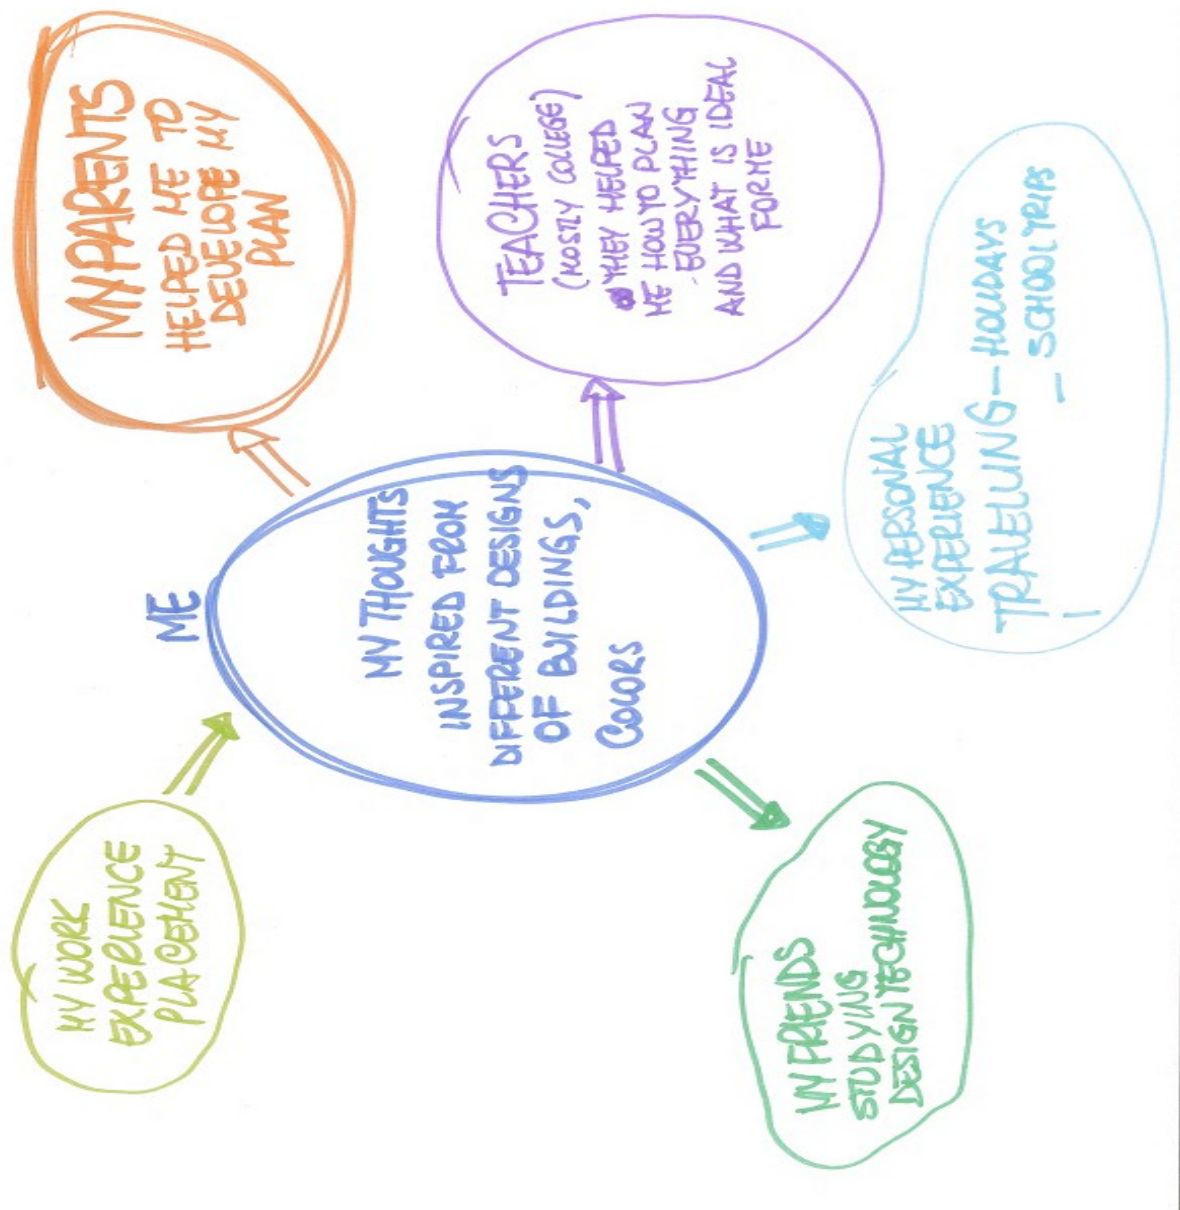 ME
MY THOUGHTS
INSPIRED FROM
DIFFERENT DESIGNS
OF BUILDINGS,
COLORS
MY WORK
EXPERIENCE
PLACEMENT
MY PARENTS
HELPED ME TO
DEVELOPE MY
PLAN
TEACHERS
(MOSTLY COLLEGE)
THEY HELPED
ME HOW TO PLAN
- EVERYTHING
AND WHAT IS IDEAL
FOR ME
MY PERSONAL
EXPERIENCE
TRAVELLING - HOLIDAYS
- SCHOOL TRIPS
MY FRIENDS
STUDYING
DESIGN TECHNOLOGY